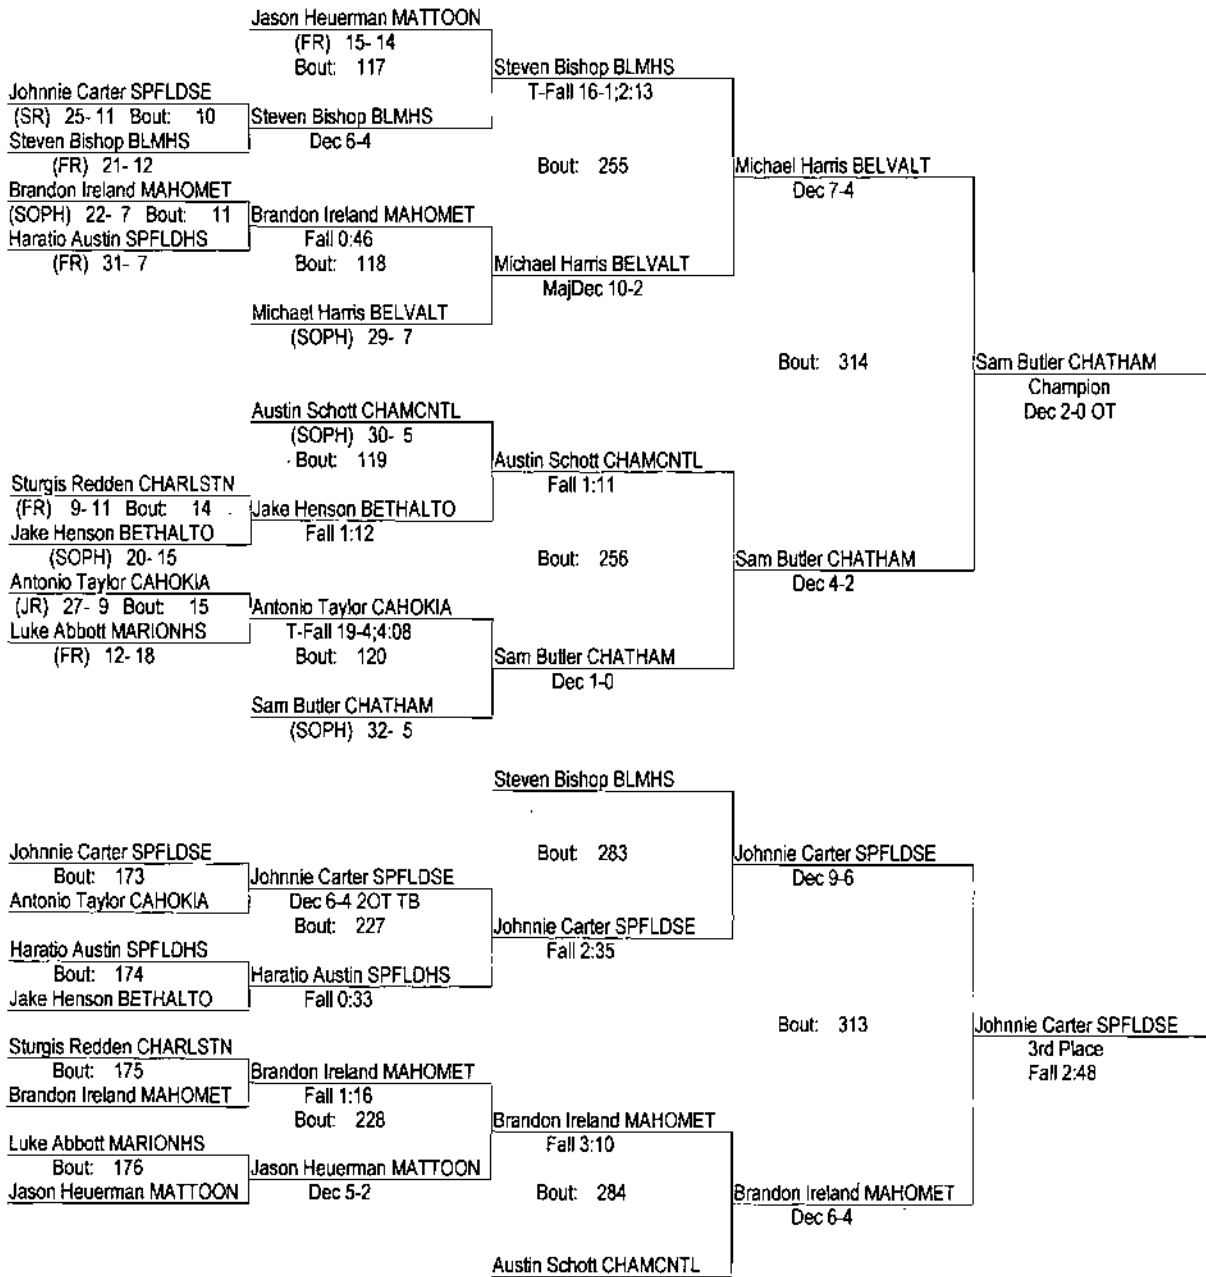 Jason Heuerman MATTOON
(FR) 15- 14
Bout: 117
Steven Bishop BLMHS
T-Fall 16-1;2:13
Johnnie Carter SPFLDSE
(SR) 25- 11 Bout: 10
Steven Bishop BLMHS
Dec 6-4
Steven Bishop BLMHS
(FR) 21- 12
Bout: 255
Michael Harris BELVALT
Dec 7-4
Brandon Ireland MAHOMET
(SOPH) 22- 7 Bout: 11
Brandon Ireland MAHOMET
Fall 0:46
Haratio Austin SPFLDHS
(FR) 31- 7
Bout: 118
Michael Harris BELVALT
MajDec 10-2
Michael Harris BELVALT
(SOPH) 29- 7
Bout: 314
Sam Butler CHATHAM
Champion
Dec 2-0 OT
Austin Schott CHAMCNTL
(SOPH) 30- 5
Bout: 119
Austin Schott CHAMCNTL
Fall 1:11
Sturgis Redden CHARLSTN
(FR) 9- 11 Bout: 14
Jake Henson BETHALTO
Fall 1:12
Jake Henson BETHALTO
(SOPH) 20- 15
Bout: 256
Sam Butler CHATHAM
Dec 4-2
Antonio Taylor CAHOKIA
(JR) 27- 9 Bout: 15
Antonio Taylor CAHOKIA
T-Fall 19-4;4:08
Luke Abbott MARIONHS
(FR) 12- 18
Bout: 120
Sam Butler CHATHAM
Dec 1-0
Sam Butler CHATHAM
(SOPH) 32- 5
Steven Bishop BLMHS
Bout: 283
Johnnie Carter SPFLDSE
Dec 9-6
Johnnie Carter SPFLDSE
Bout: 173
Johnnie Carter SPFLDSE
Dec 6-4 2OT TB
Antonio Taylor CAHOKIA
Bout: 227
Johnnie Carter SPFLDSE
Fall 2:35
Haratio Austin SPFLDHS
Bout: 174
Haratio Austin SPFLDHS
Fall 0:33
Jake Henson BETHALTO
Bout: 313
Johnnie Carter SPFLDSE
3rd Place
Fall 2:48
Sturgis Redden CHARLSTN
Bout: 175
Brandon Ireland MAHOMET
Fall 1:16
Brandon Ireland MAHOMET
Bout: 228
Brandon Ireland MAHOMET
Fall 3:10
Luke Abbott MARIONHS
Bout: 176
Jason Heuerman MATTOON
Dec 5-2
Jason Heuerman MATTOON
Bout: 284
Brandon Ireland MAHOMET
Dec 6-4
Austin Schott CHAMCNTL